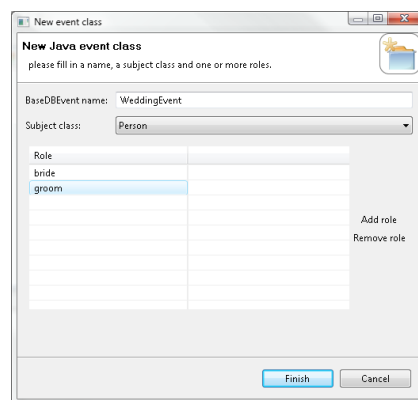 New event class
New Java event class
please fill in a name, a subject class and one or more roles.
BaseDBEvent name: WeddingEvent
Subject class: Person
Role
bride
groom
Add role
Remove role
Finish Cancel